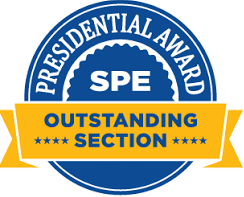 PRESIDENTIAL AWARD
SPE
OUTSTANDING
SECTION